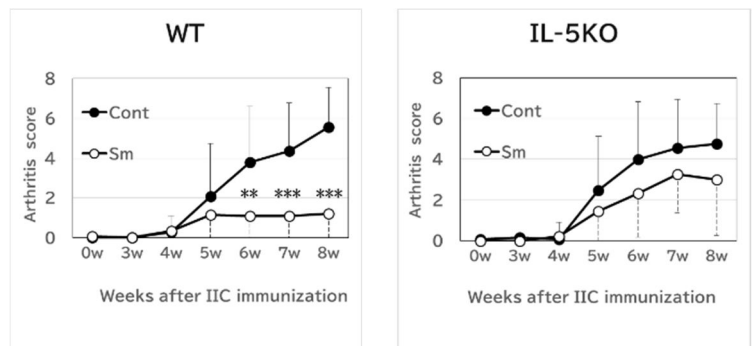 WT
8
6
4
2
0
Arthritis score
Cont
Sm
** *** ***
0w 3w 4w 5w 6w 7w 8w
Weeks after IIC immunization
IL-5KO
8
6
4
2
0
Arthritis score
Cont
Sm
0w 3w 4w 5w 6w 7w 8w
Weeks after IIC immunization